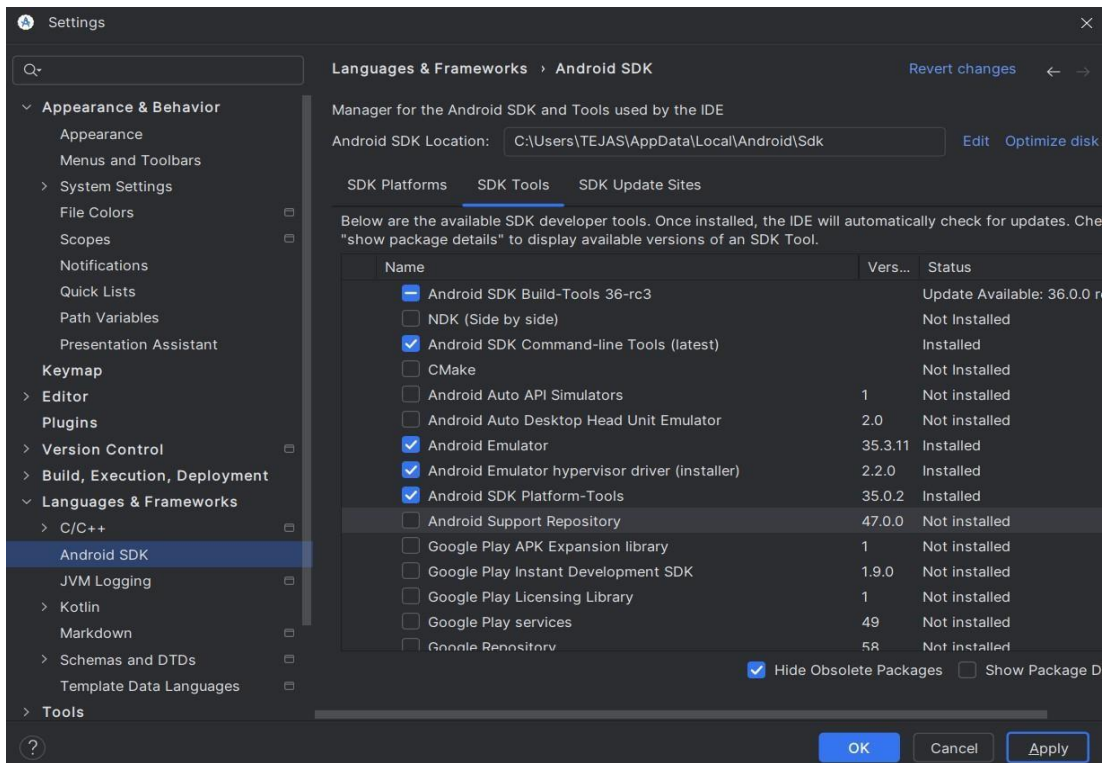 Settings
Languages & Frameworks › Android SDK
Revert changes
Manager for the Android SDK and Tools used by the IDE
Android SDK Location: C:\Users\TEJAS\AppData\Local\Android\Sdk Edit Optimize disk
SDK Platforms SDK Tools SDK Update Sites
Below are the available SDK developer tools. Once installed, the IDE will automatically check for updates. Che
"show package details" to display available versions of an SDK Tool.
Name Vers... Status
Android SDK Build-Tools 36-rc3 Update Available: 36.0.0 r
NDK (Side by side) Not Installed
Android SDK Command-line Tools (latest) Installed
CMake Not Installed
Android Auto API Simulators 1 Not installed
Android Auto Desktop Head Unit Emulator 2.0 Not installed
Android Emulator 35.3.11 Installed
Android Emulator hypervisor driver (installer) 2.2.0 Installed
Android SDK Platform-Tools 35.0.2 Installed
Android Support Repository 47.0.0 Not installed
Google Play APK Expansion library 1 Not installed
Google Play Instant Development SDK 1.9.0 Not installed
Google Play Licensing Library 1 Not installed
Google Play services 49 Not installed
Google Repository 58 Not installed
Hide Obsolete Packages Show Package D
Appearance & Behavior
Appearance
Menus and Toolbars
System Settings
File Colors
Scopes
Notifications
Quick Lists
Path Variables
Presentation Assistant
Keymap
Editor
Plugins
Version Control
Build, Execution, Deployment
Languages & Frameworks
C/C++
Android SDK
JVM Logging
Kotlin
Markdown
Schemas and DTDs
Template Data Languages
Tools
?
OK Cancel Apply